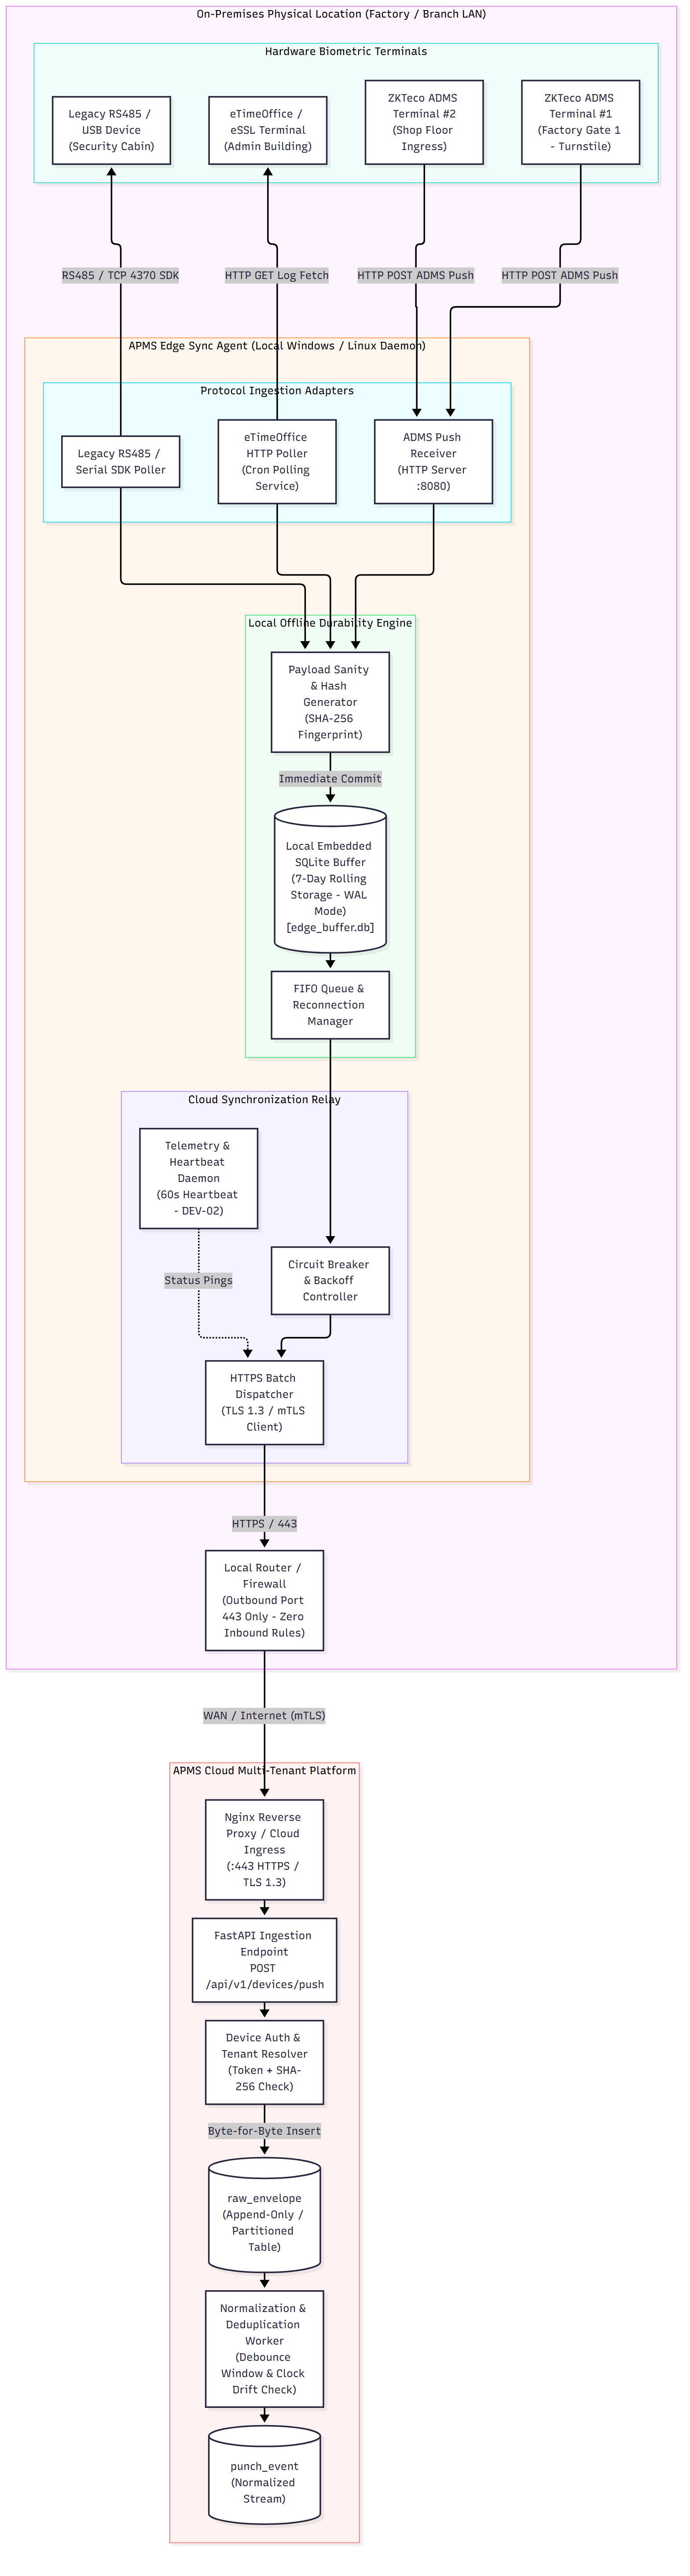 On-Premises Physical Location (Factory / Branch LAN)
Hardware Biometric Terminals
Legacy RS485 /
USB Device
(Security Cabin)
eTimeOffice /
eSSL Terminal
(Admin Building)
ZKTeco ADMS
Terminal #2
(Shop Floor
Ingress)
ZKTeco ADMS
Terminal #1
(Factory Gate 1
- Turnstile)
RS485 / TCP 4370 SDK
HTTP GET Log Fetch
HTTP POST ADMS Push
HTTP POST ADMS Push
APMS Edge Sync Agent (Local Windows / Linux Daemon)
Protocol Ingestion Adapters
Legacy RS485 /
Serial SDK Poller
eTimeOffice
HTTP Poller
(Cron Polling
Service)
ADMS Push
Receiver
(HTTP Server
:8080)
Local Offline Durability Engine
Payload Sanity
& Hash
Generator
(SHA-256
Fingerprint)
Immediate Commit
Local Embedded
SQLite Buffer
(7-Day Rolling
Storage - WAL
Mode)
[edge_buffer.db]
FIFO Queue &
Reconnection
Manager
Cloud Synchronization Relay
Telemetry &
Heartbeat
Daemon
(60s Heartbeat
- DEV-02)
Status Pings
Circuit Breaker
& Backoff
Controller
HTTPS Batch
Dispatcher
(TLS 1.3 / mTLS
Client)
HTTPS / 443
Local Router /
Firewall
(Outbound Port
443 Only - Zero
Inbound Rules)
WAN / Internet (mTLS)
APMS Cloud Multi-Tenant Platform
Nginx Reverse
Proxy / Cloud
Ingress
(:443 HTTPS /
TLS 1.3)
FastAPI Ingestion
Endpoint
POST
/api/v1/devices/push
Device Auth &
Tenant Resolver
(Token + SHA-
256 Check)
Byte-for-Byte Insert
raw_envelope
(Append-Only /
Partitioned
Table)
Normalization &
Deduplication
Worker
(Debounce
Window & Clock
Drift Check)
punch_event
(Normalized
Stream)